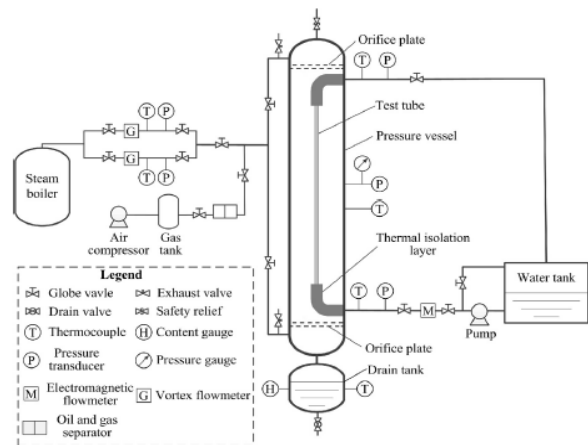 Orifice plate
T
P
Test tube
T
P
G
Pressure vessel
G
T
P
P
Steam
boiler
T
Air
compressor
Gas
tank
Thermal isolation
layer
Legend
Globe vavle
Exhaust valve
Drain valve
Safety relief
T
Thermocouple
H
Content gauge
P
Pressure
transducer
Pressure gauge
M
Electromagnetic
flowmeter
G
Vortex flowmeter
Oil and gas
separator
T
P
Water tank
M
Pump
Orifice plate
Drain tank
H
T